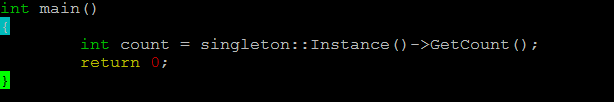 int main()
{
int count = singleton::Instance()->GetCount();
return 0;
}